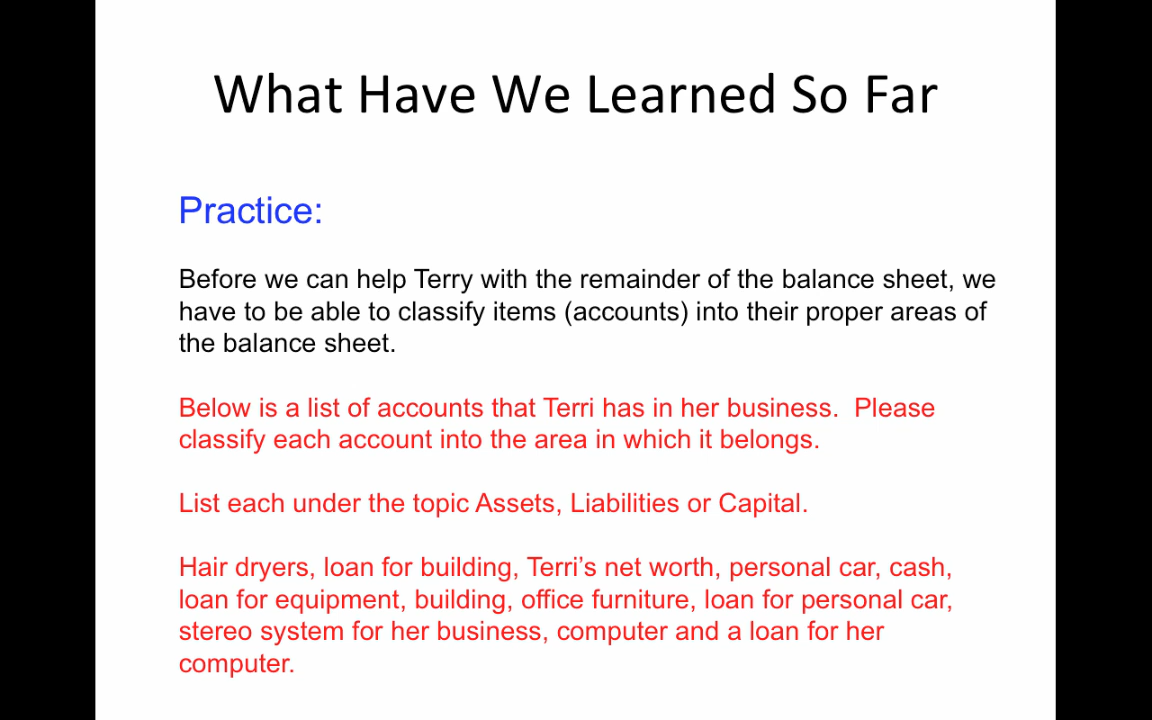 What Have We Learned So Far
Practice:
Before we can help Terry with the remainder of the balance sheet, we
have to be able to classify items (accounts) into their proper areas of
the balance sheet.
Below is a list of accounts that Terri has in her business.  Please
classify each account into the area in which it belongs.
List each under the topic Assets, Liabilities or Capital.
Hair dryers, loan for building, Terri’s net worth, personal car, cash,
loan for equipment, building, office furniture, loan for personal car,
stereo system for her business, computer and a loan for her
computer.